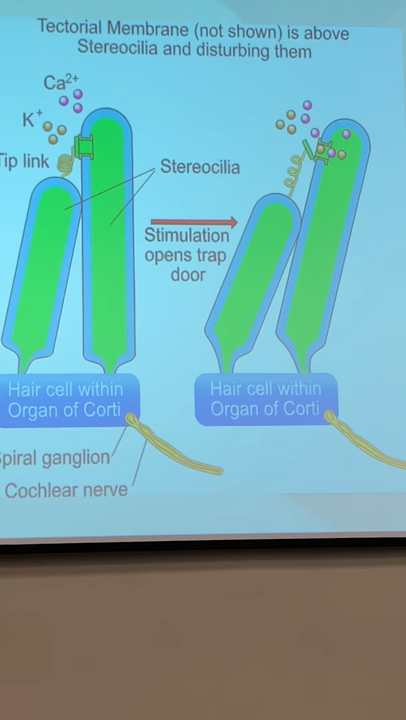 Tectorial Membrane (not shown) is above
Stereocilia and disturbing them
Ca2+
K+
Tip link
Stereocilia
Stimulation
opens trap
door
Hair cell within
Organ of Corti
Hair cell within
Organ of Corti
Spiral ganglion
Cochlear nerve